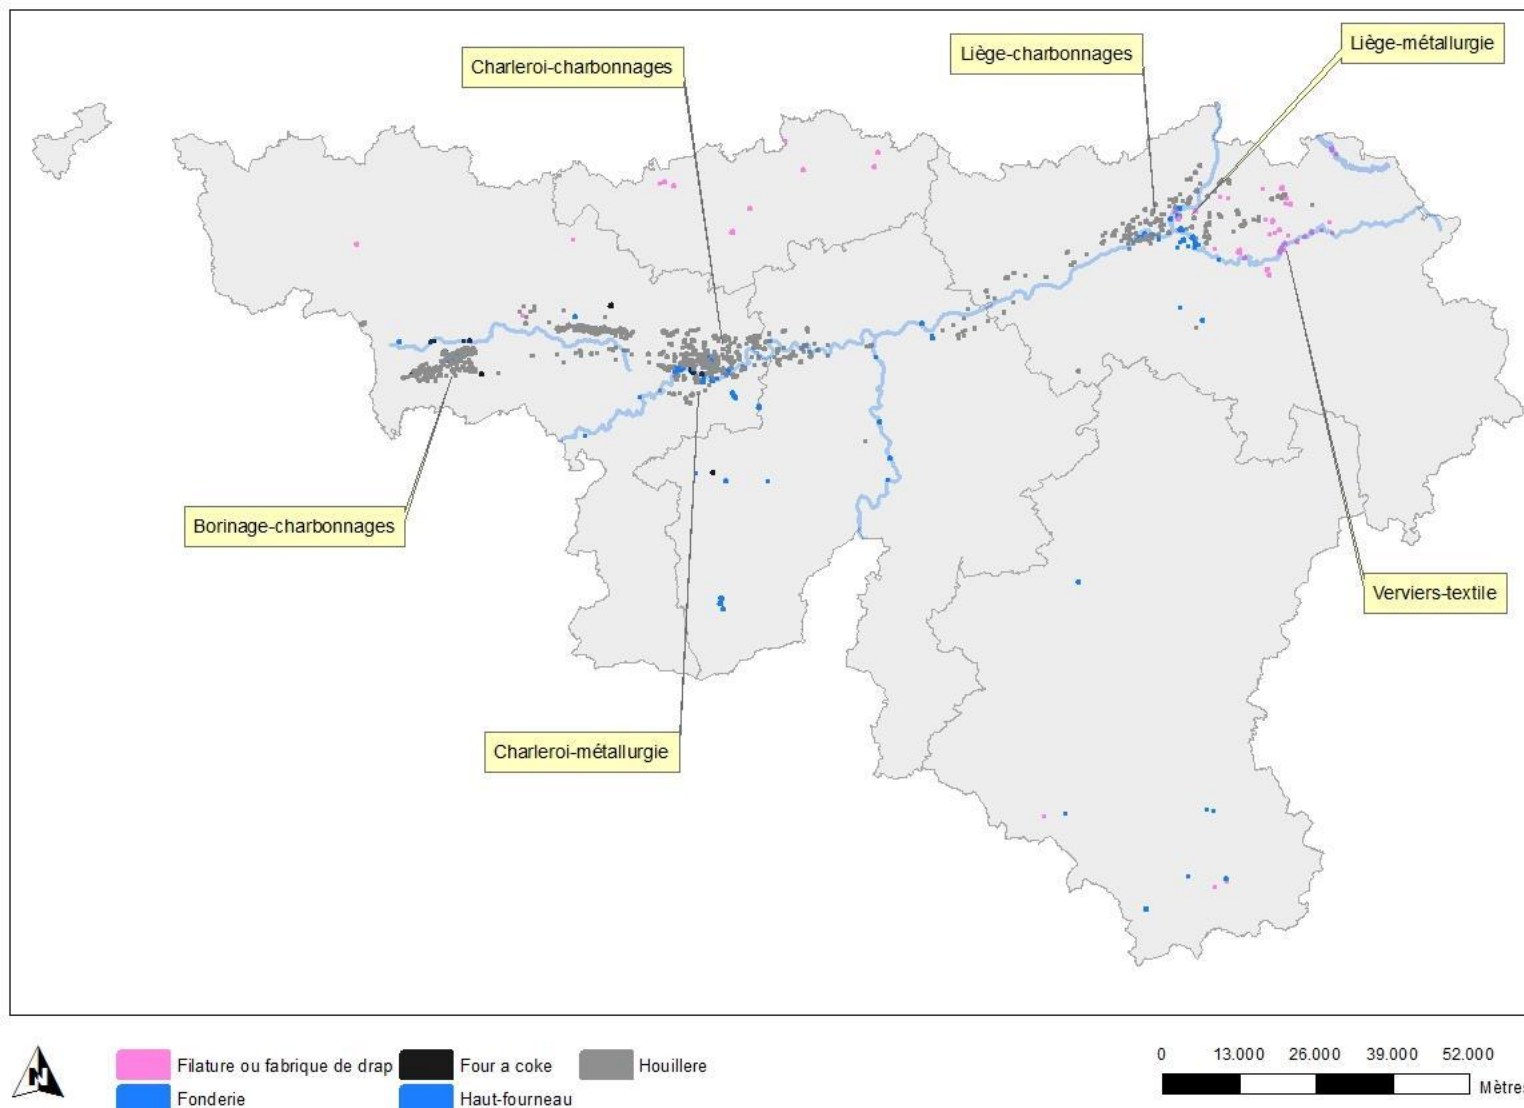 Liège-métallurgie
Liège-charbonnages
Charleroi-charbonnages
Borinage-charbonnages
Verviers-textile
Charleroi-métallurgie
N
Filature ou fabrique de drap
Four a coke
Houillere
Fonderie
Haut-fourneau
0 13.000 26.000 39.000 52.000
Mètres